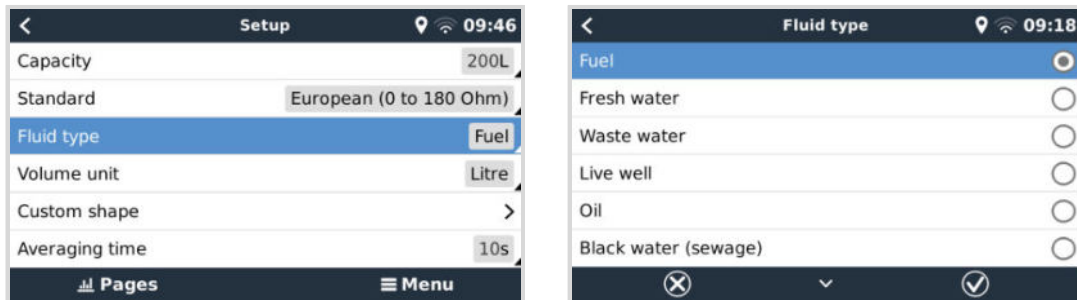 Setup 09:46
Capacity 200L
Standard European (0 to 180 Ohm)
Fluid type Fuel
Volume unit Litre
Custom shape
Averaging time 10s
Pages Menu
Fluid type 09:18
Fuel
Fresh water
Waste water
Live well
Oil
Black water (sewage)